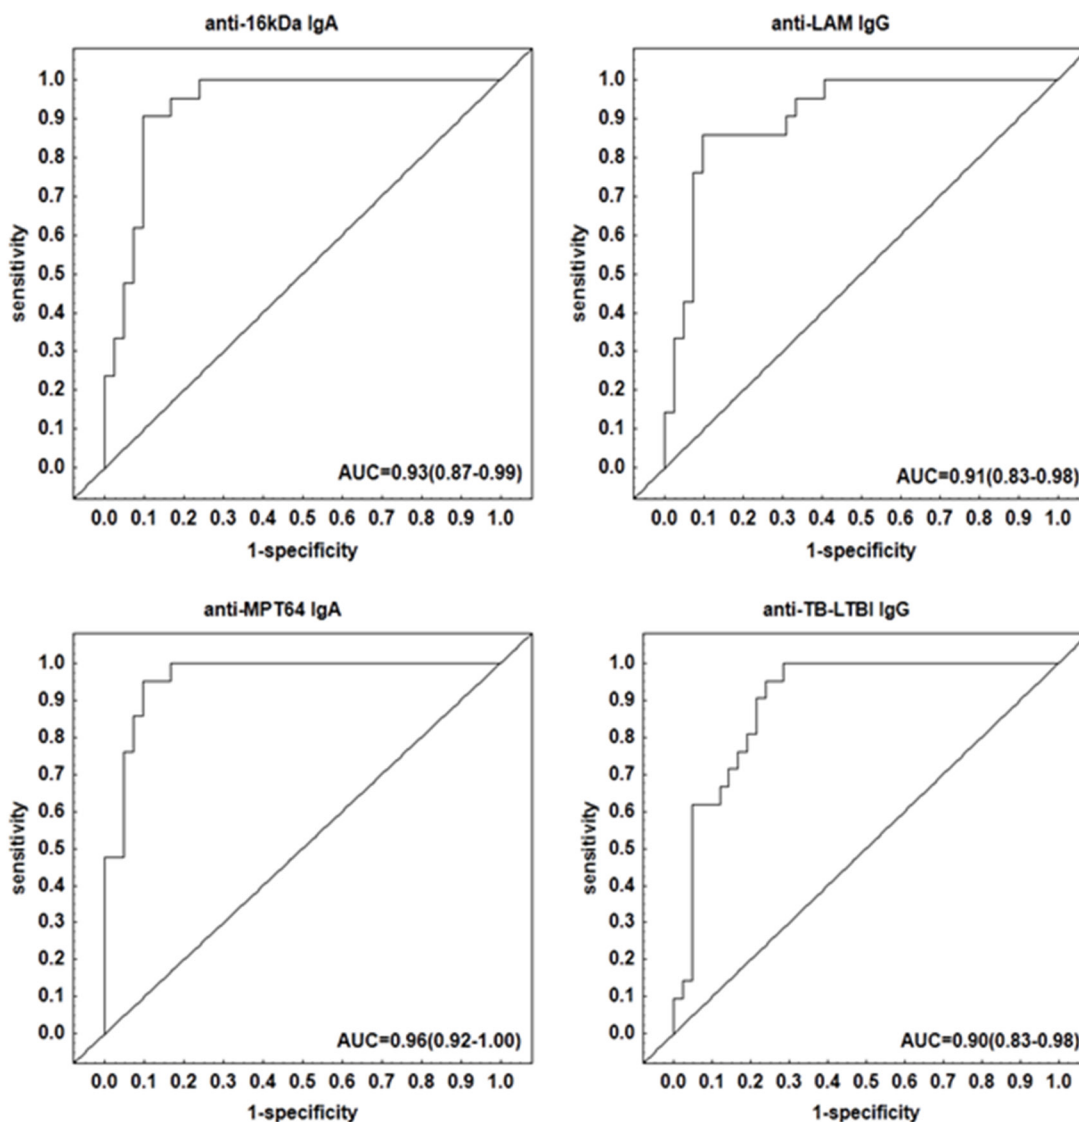 anti-16kDa IgA
sensitivity
1.0
0.9
0.8
0.7
0.6
0.5
0.4
0.3
0.2
0.1
0.0
AUC=0.93(0.87-0.99)
0.0 0.1 0.2 0.3 0.4 0.5 0.6 0.7 0.8 0.9 1.0
1-specificity
anti-LAM IgG
sensitivity
1.0
0.9
0.8
0.7
0.6
0.5
0.4
0.3
0.2
0.1
0.0
AUC=0.91(0.83-0.98)
0.0 0.1 0.2 0.3 0.4 0.5 0.6 0.7 0.8 0.9 1.0
1-specificity
anti-MPT64 IgA
sensitivity
1.0
0.9
0.8
0.7
0.6
0.5
0.4
0.3
0.2
0.1
0.0
AUC=0.96(0.92-1.00)
0.0 0.1 0.2 0.3 0.4 0.5 0.6 0.7 0.8 0.9 1.0
1-specificity
anti-TB-LTBI IgG
sensitivity
1.0
0.9
0.8
0.7
0.6
0.5
0.4
0.3
0.2
0.1
0.0
AUC=0.90(0.83-0.98)
0.0 0.1 0.2 0.3 0.4 0.5 0.6 0.7 0.8 0.9 1.0
1-specificity